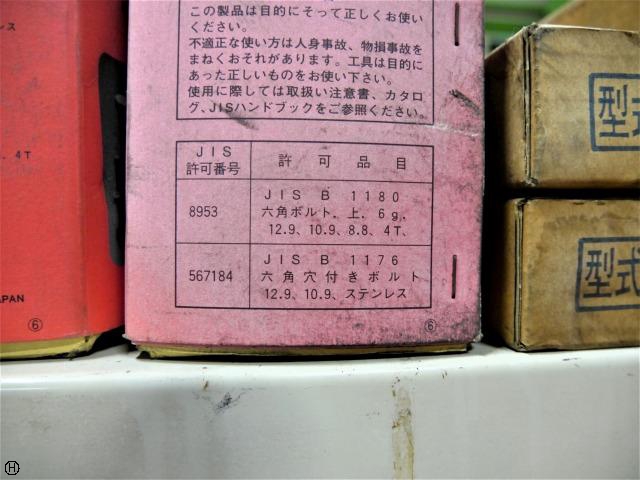 この製品は目的にそって正しくお使い
ください。
不適正な使い方は人身事故、物損事故を
まねくおそれがあります。工具は目的に
あった正しいものをお使い下さい。
使用に際しては取扱い注意書、カタロ
グ、JISハンドブックをご参照ください。
JIS
許可番号
許可品目
8953
JIS B 1180
六角ボルト．上．6g．
12.9、10.9、8.8、4T、
567184
JIS B 1176
六角穴付きボルト
12.9、10.9、ステンレス
⑥
レス
4T
APAN
⑥
型式
型式
H